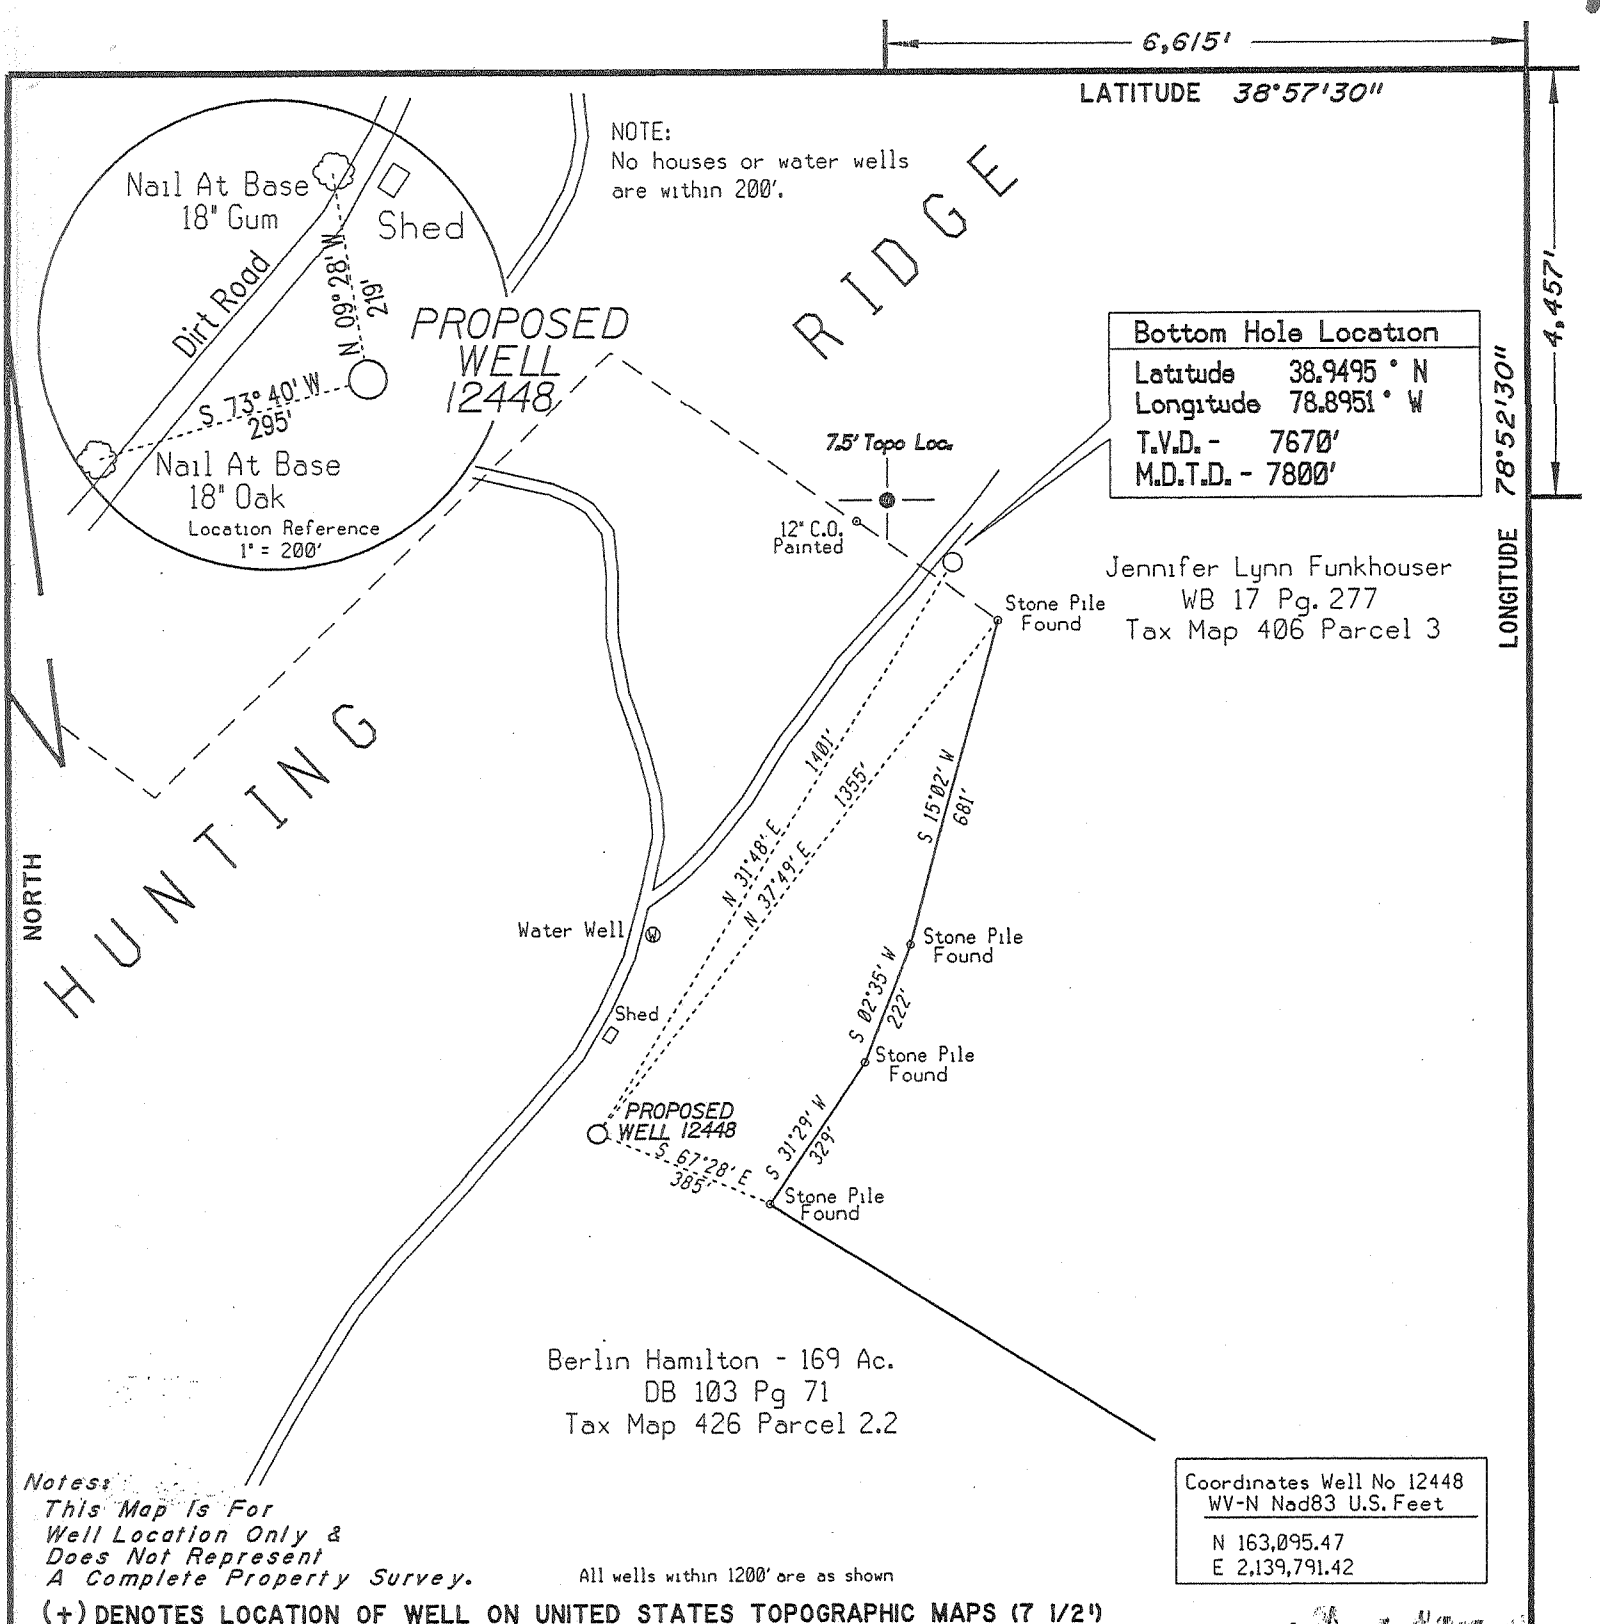 6,615'
LATITUDE 38°57'30"
NOTE:
No houses or water wells
are within 200'.
Nail At Base
18" Gum
Shed
Dirt Road
N 09°28' W
219'
PROPOSED
WELL
12448
S 73°40' W
295'
Nail At Base
18" Oak
Location Reference
1" = 200'
RIDGE
4,457'
Bottom Hole Location
Latitude 38.9495 ° N
Longitude 78.8951 ° W
T.V.D. - 7670'
M.D.T.D. - 7800'
LONGITUDE 78°52'30"
7.5' Topo Loc.
12" C.O.
Painted
Jennifer Lynn Funkhouser
WB 17 Pg. 277
Tax Map 406 Parcel 3
Stone Pile
Found
HUNTING
NORTH
1401'
N 31°48' E
1355'
N 37°49' E
S 15°02' W
681'
Water Well
W
Stone Pile
Found
S 02°35' W
222'
Shed
Stone Pile
Found
PROPOSED
WELL 12448
S 67°28' E
385'
S 31°29' W
329'
Stone Pile
Found
Berlin Hamilton - 169 Ac.
DB 103 Pg 71
Tax Map 426 Parcel 2.2
Notes:
This Map Is For
Well Location Only &
Does Not Represent
A Complete Property Survey.
All wells within 1200' are as shown
Coordinates Well No 12448
WV-N Nad83 U.S. Feet
N 163,095.47
E 2,139,791.42
(+) DENOTES LOCATION OF WELL ON UNITED STATES TOPOGRAPHIC MAPS (7 1/2')